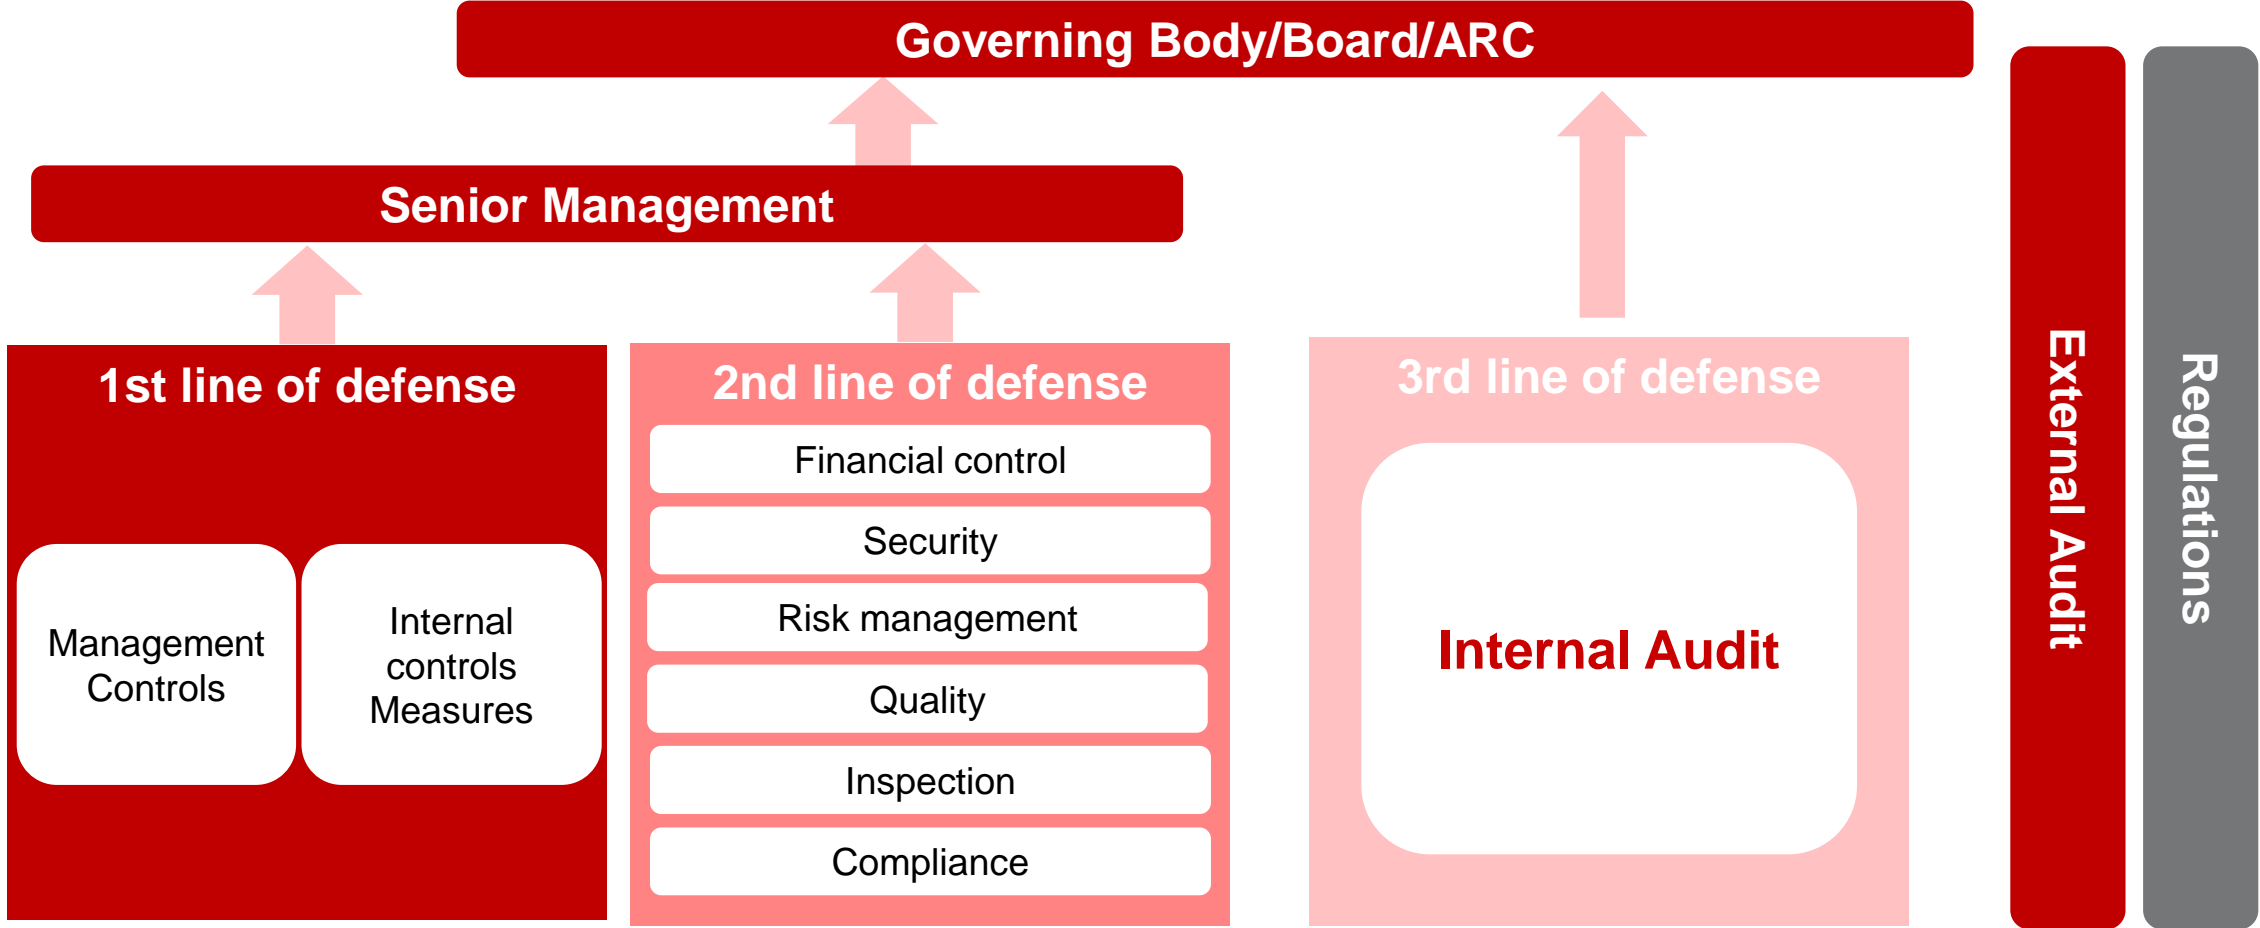 Governing Body/Board/ARC
Senior Management
1st line of defense
Management
Controls
Internal
controls
Measures
2nd line of defense
Financial control
Security
Risk management
Quality
Inspection
Compliance
3rd line of defense
Internal Audit
External Audit
Regulations